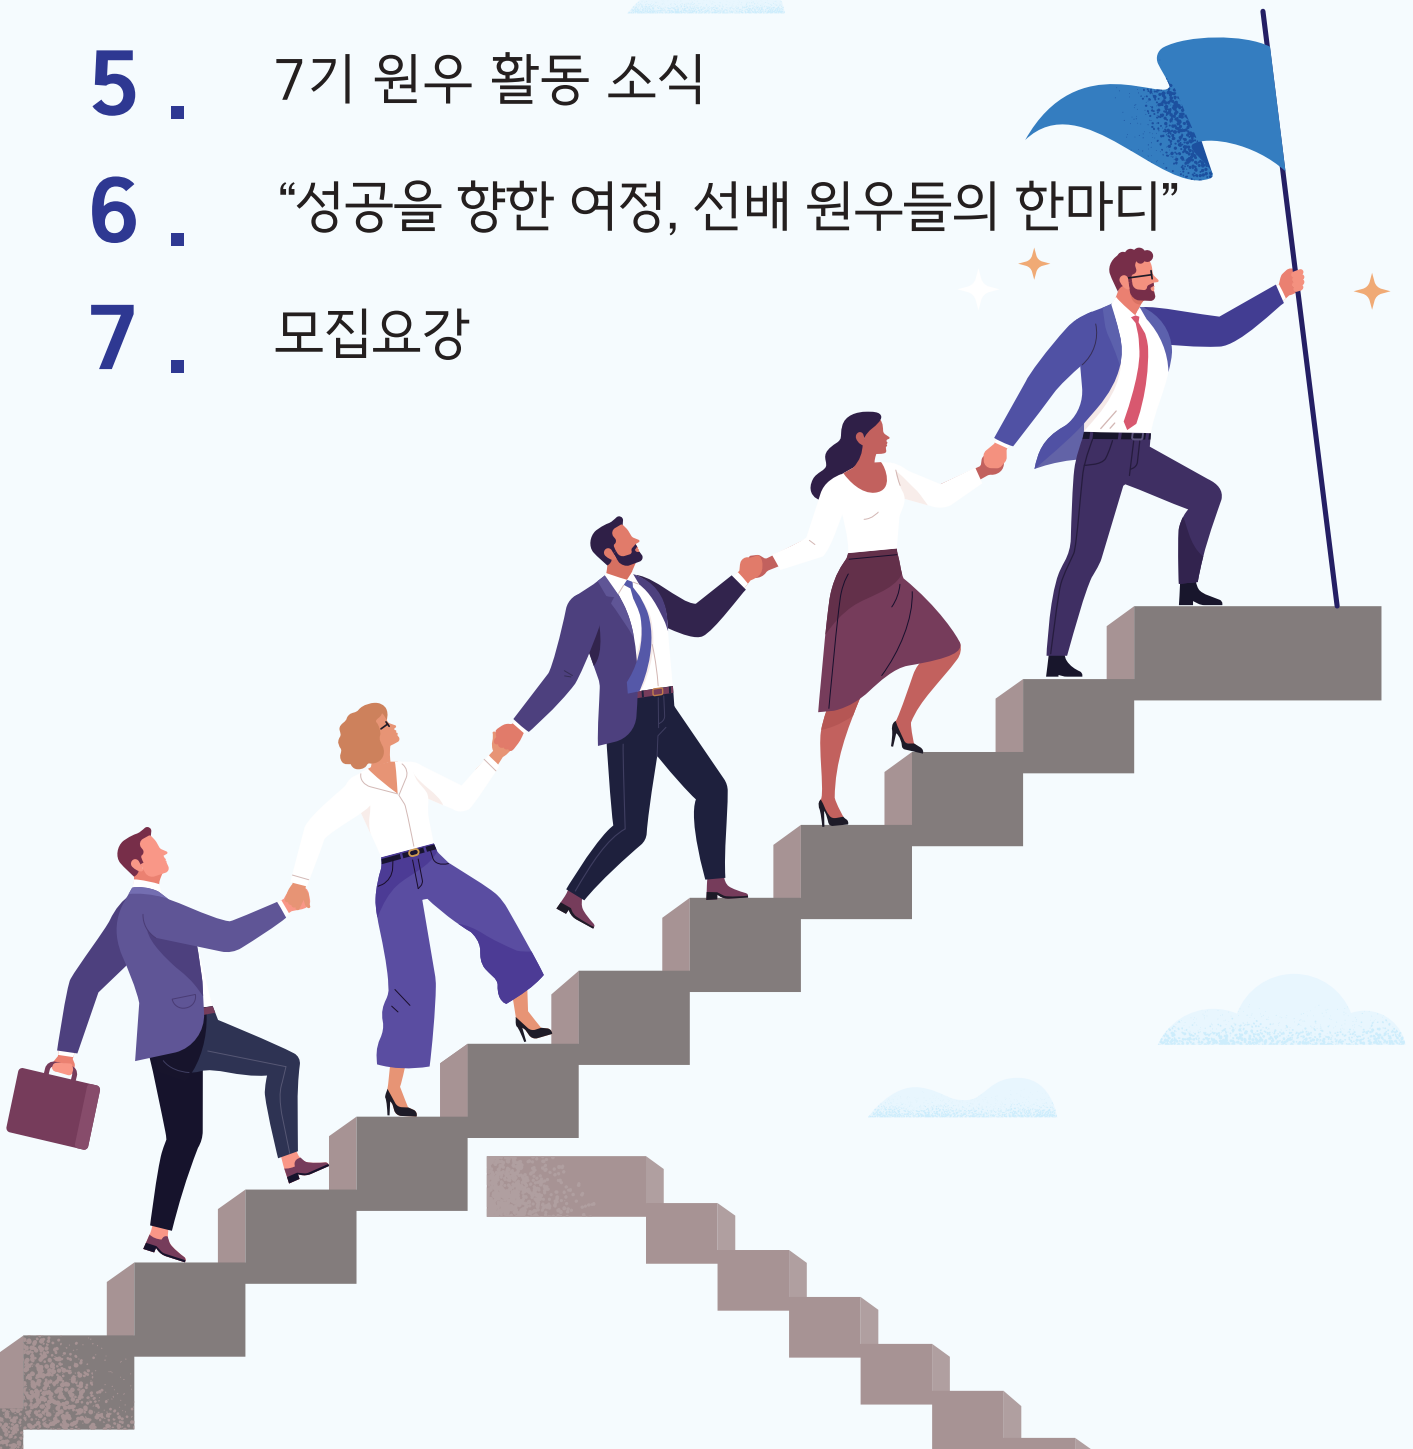 5. 7기 원우 활동 소식
6. “성공을 향한 여정, 선배 원우들의 한마디”
7. 모집요강